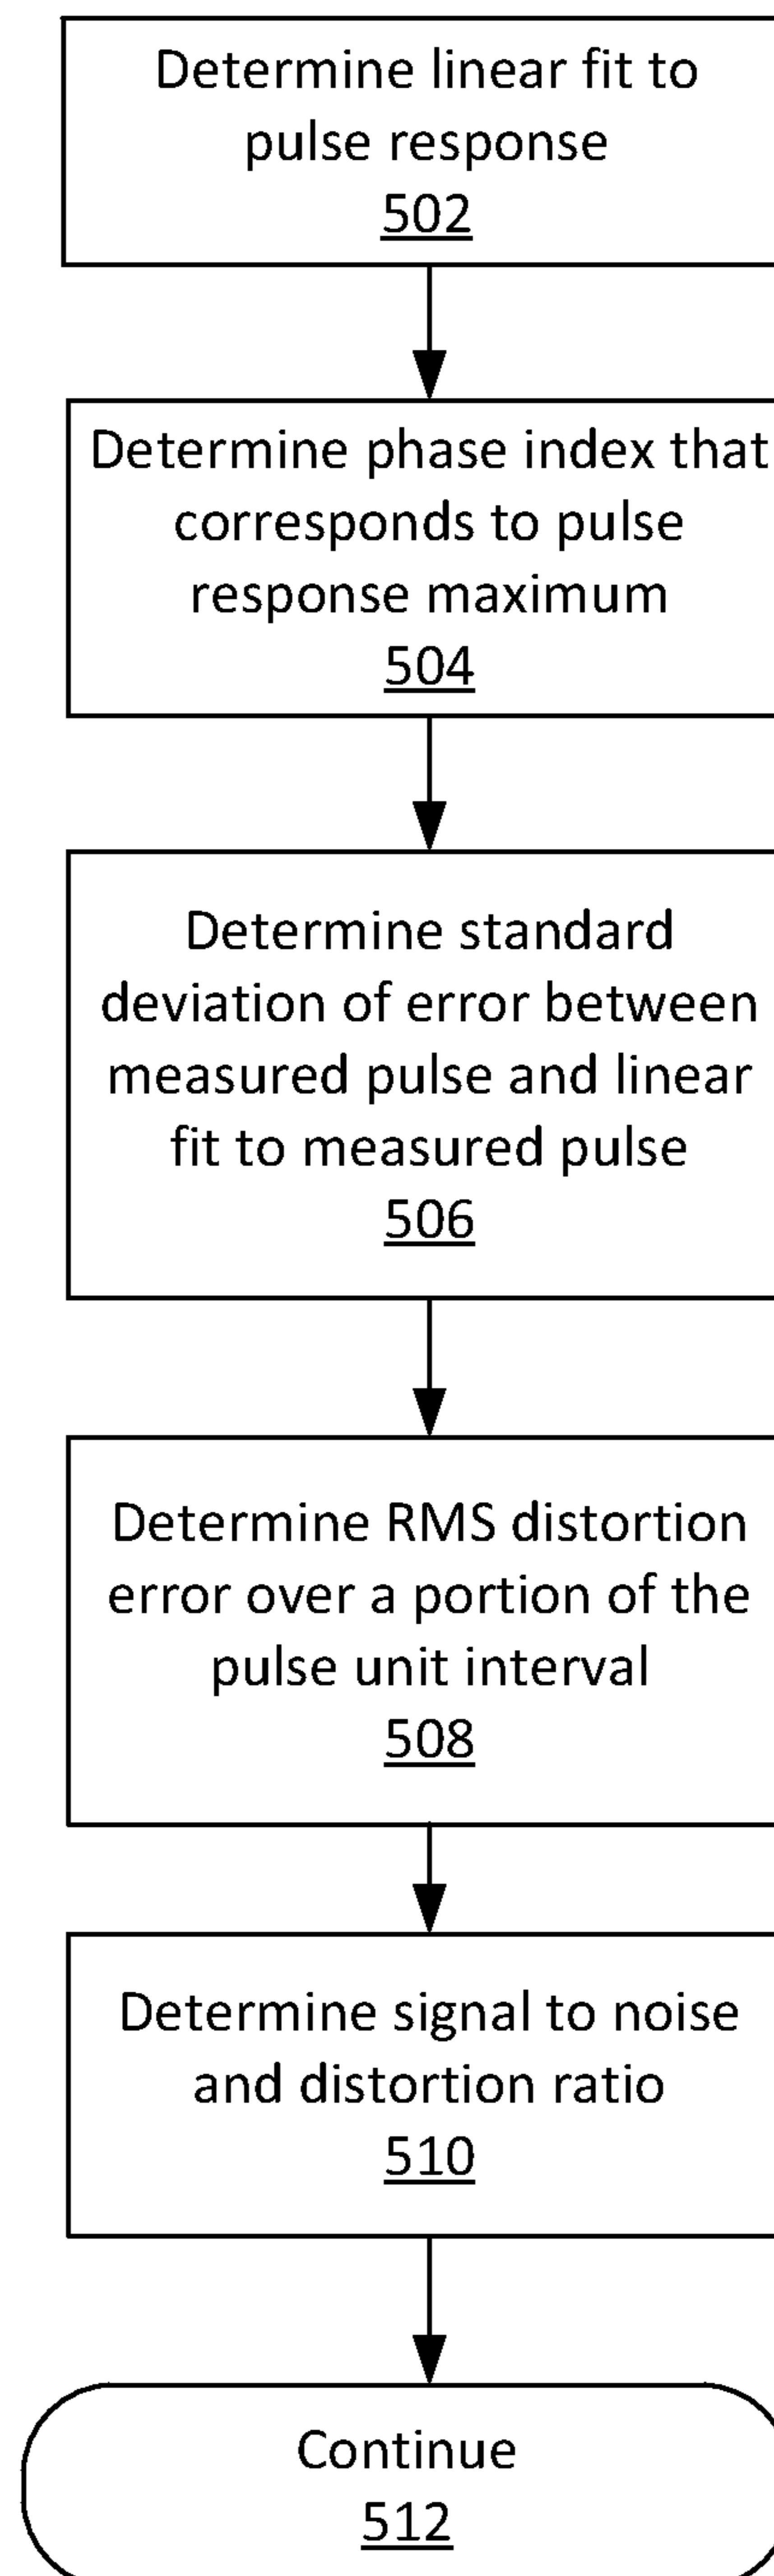 Determine linear fit to
pulse response
502
Determine phase index that
corresponds to pulse
response maximum
504
Determine standard
deviation of error between
measured pulse and linear
fit to measured pulse
506
Determine RMS distortion
error over a portion of the
pulse unit interval
508
Determine signal to noise
and distortion ratio
510
Continue
512